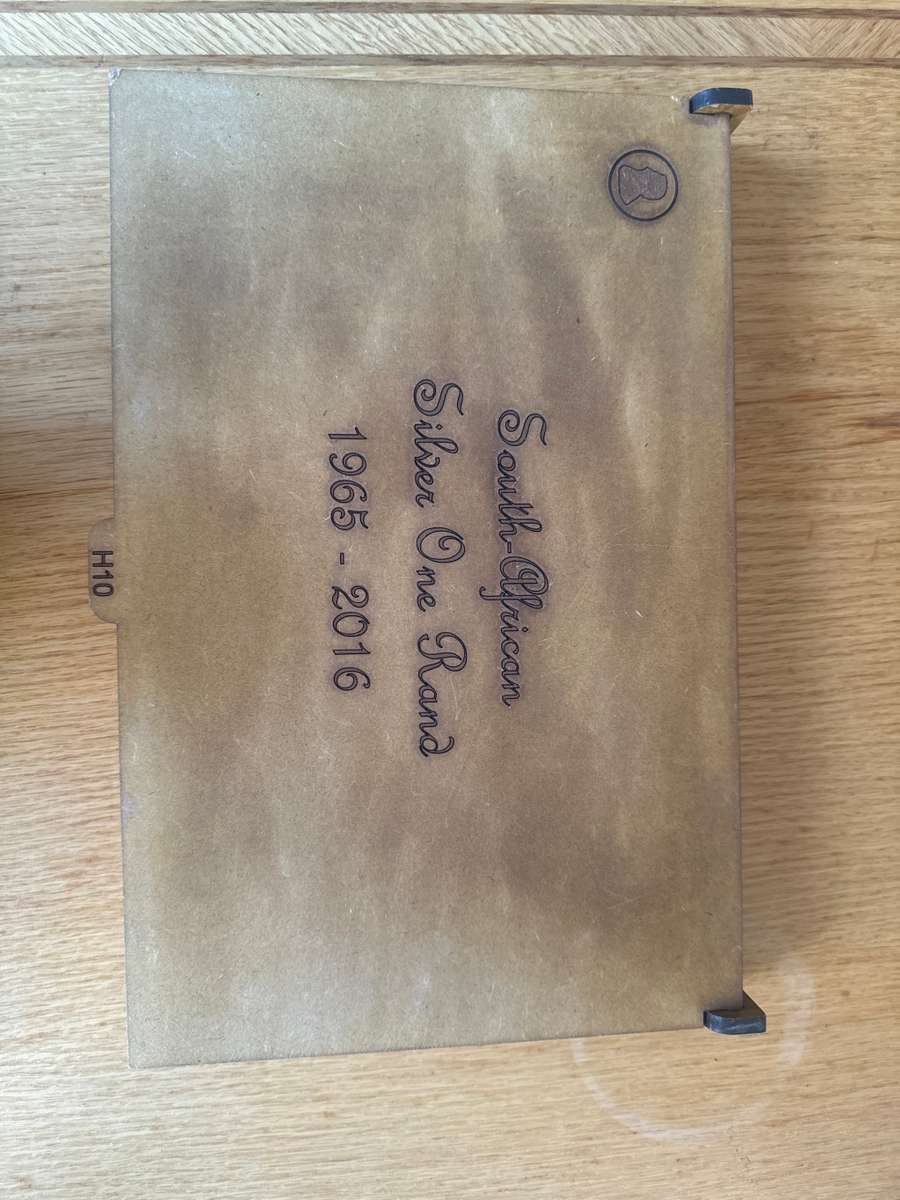 South-African
Silver One Rand
1965 - 2016
H10